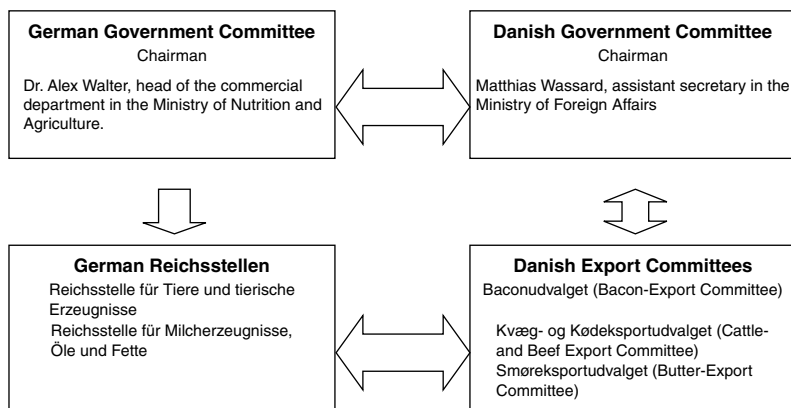 German Government Committee
Chairman
Dr. Alex Walter, head of the commercial
department in the Ministry of Nutrition and
Agriculture.
Danish Government Committee
Chairman
Matthias Wassard, assistant secretary in the
Ministry of Foreign Affairs
German Reichsstellen
Reichsstelle für Tiere und tierische
Erzeugnisse
Reichsstelle für Milcherzeugnisse,
Öle und Fette
Danish Export Committees
Baconudvalget (Bacon-Export Committee)
Kvæg- og Kødeksportudvalget (Cattle-
and Beef Export Committee)
Smøreksportudvalget (Butter-Export
Committee)